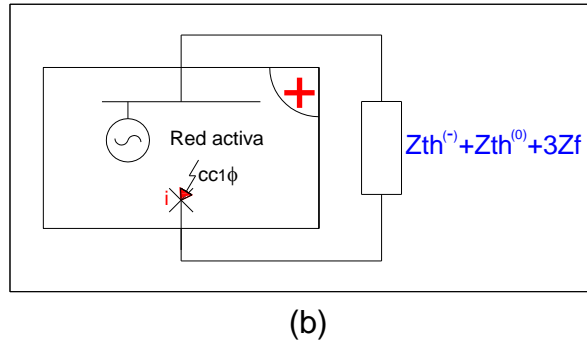 +
Red activa
Zth⁽⁻⁾+Zth⁽⁰⁾+3Zf
cc1ϕ
i
(b)